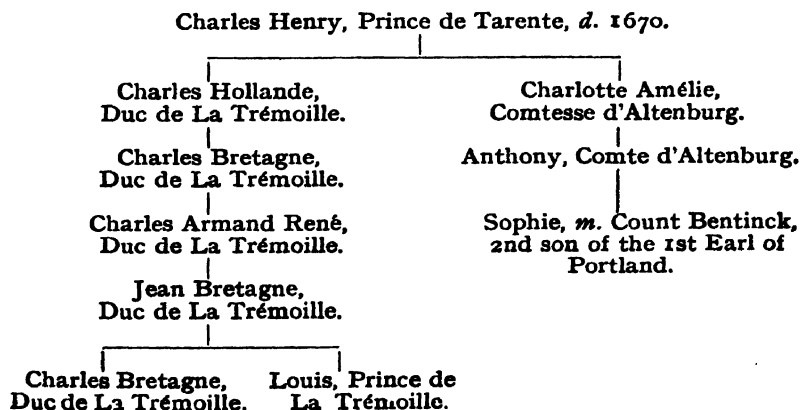 Charles Henry, Prince de Tarente, d. 1670.
Charles Hollande,
Duc de La Trémoille.
Charlotte Amélie,
Comtesse d'Altenburg.
Charles Bretagne,
Duc de La Trémoille.
Anthony, Comte d'Altenburg.
Charles Armand René,
Duc de La Trémoille.
Sophie, m. Count Bentinck,
2nd son of the 1st Earl of
Portland.
Jean Bretagne,
Duc de La Trémoille.
Charles Bretagne,
Duc de La Trémoille.
Louis, Prince de
La Trémoille.